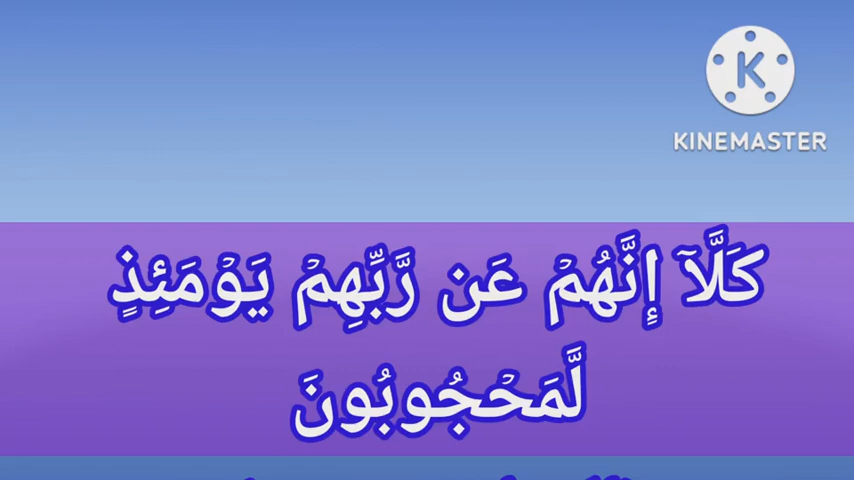 KINEMASTER
كَلَّآ إِنَّهُمْ عَن رَّبِّهِمْ يَوْمَئِذٍ
لَّمَحْجُوبُونَ